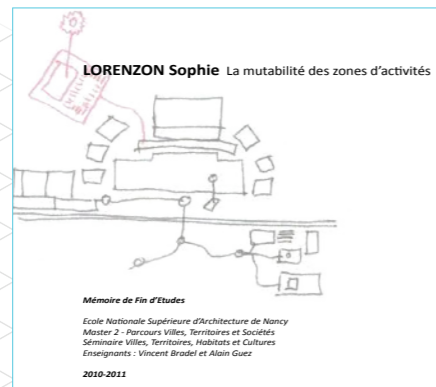 LORENZON Sophie La mutabilité des zones d'activités
Mémoire de Fin d'Etudes
Ecole Nationale Supérieure d'Architecture de Nancy
Master 2 - Parcours Villes, Territoires et Sociétés
Séminaire Villes, Territoires, Habitats et Cultures
Enseignants : Vincent Bradel et Alain Guez
2010-2011